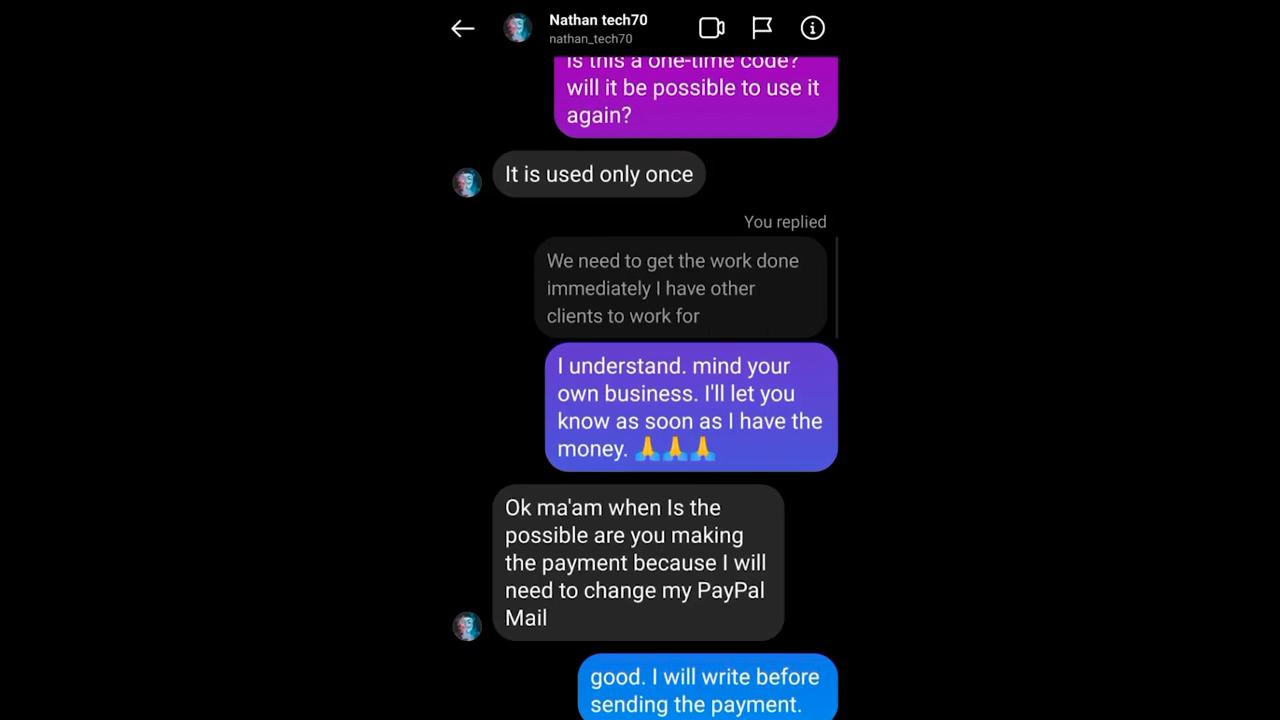 Nathan tech70
nathan_tech70
is this a one-time code?
will it be possible to use it
again?
It is used only once
You replied
We need to get the work done
immediately I have other
clients to work for
I understand. mind your
own business. I'll let you
know as soon as I have the
money. 🙏🙏🙏
Ok ma'am when Is the
possible are you making
the payment because I will
need to change my PayPal
Mail
good. I will write before
sending the payment.